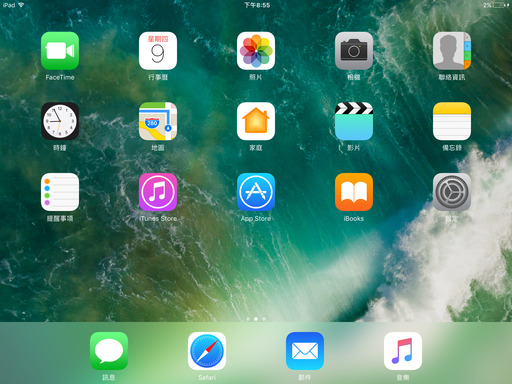 iPad 下午8:55 2%
FaceTime 星期四 9 行事曆 照片 相機 聯絡資訊
時鐘 280 地圖 家庭 影片 備忘錄
提醒事項 iTunes Store App Store iBooks 設定
訊息 Safari 郵件 音樂